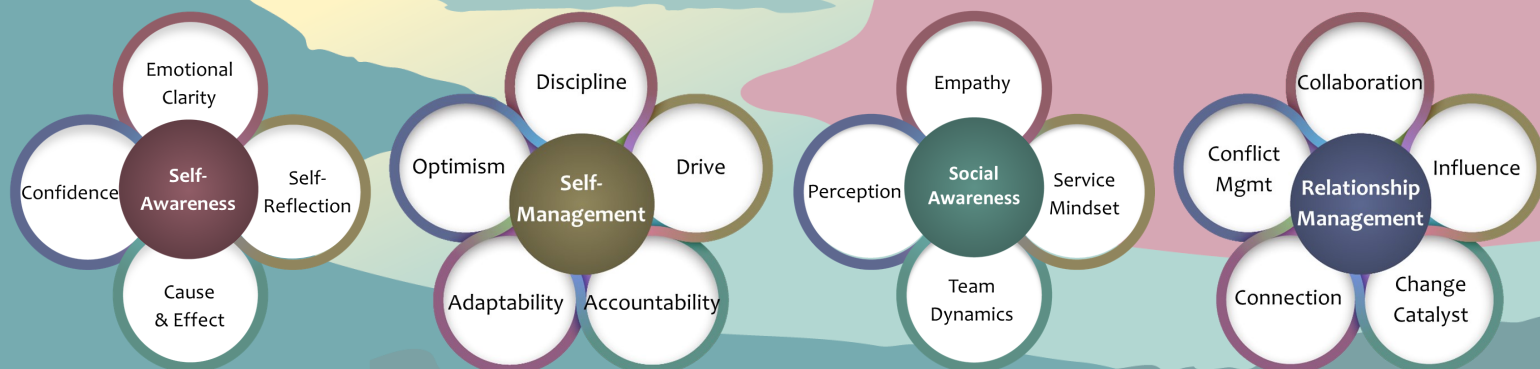 Emotional
Clarity
Confidence
Self-
Awareness
Self-
Reflection
Cause
& Effect
Discipline
Optimism
Drive
Self-
Management
Adaptability
Accountability
Empathy
Perception
Social
Awareness
Service
Mindset
Team
Dynamics
Collaboration
Conflict
Mgmt
Influence
Relationship
Management
Connection
Change
Catalyst